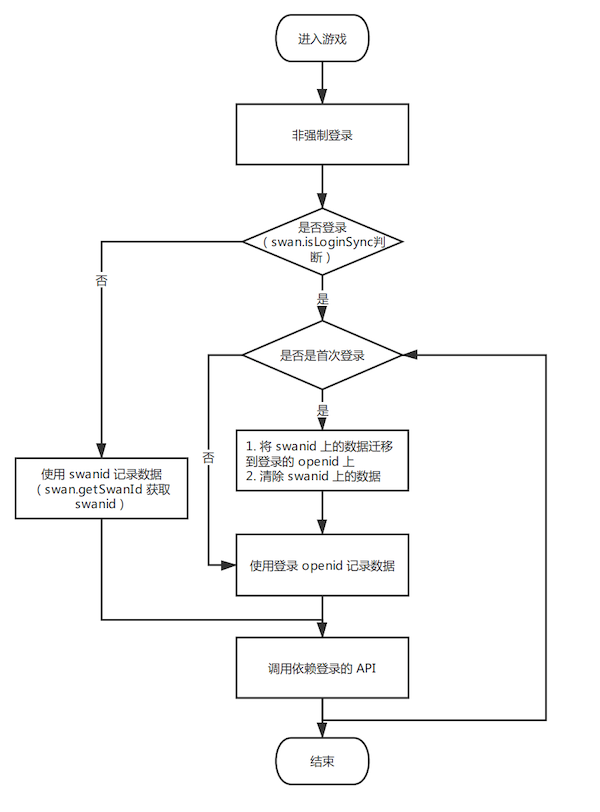 进入游戏
非强制登录
是否登录
（swan.isLoginSync判
断）
否
是
是否是首次登录
是
否
1. 将 swanid 上的数据迁移
到登录的 openid 上
2. 清除 swanid 上的数据
使用 swanid 记录数据
（swan.getSwanId 获取
swanid）
使用登录 openid 记录数据
调用依赖登录的 API
结束